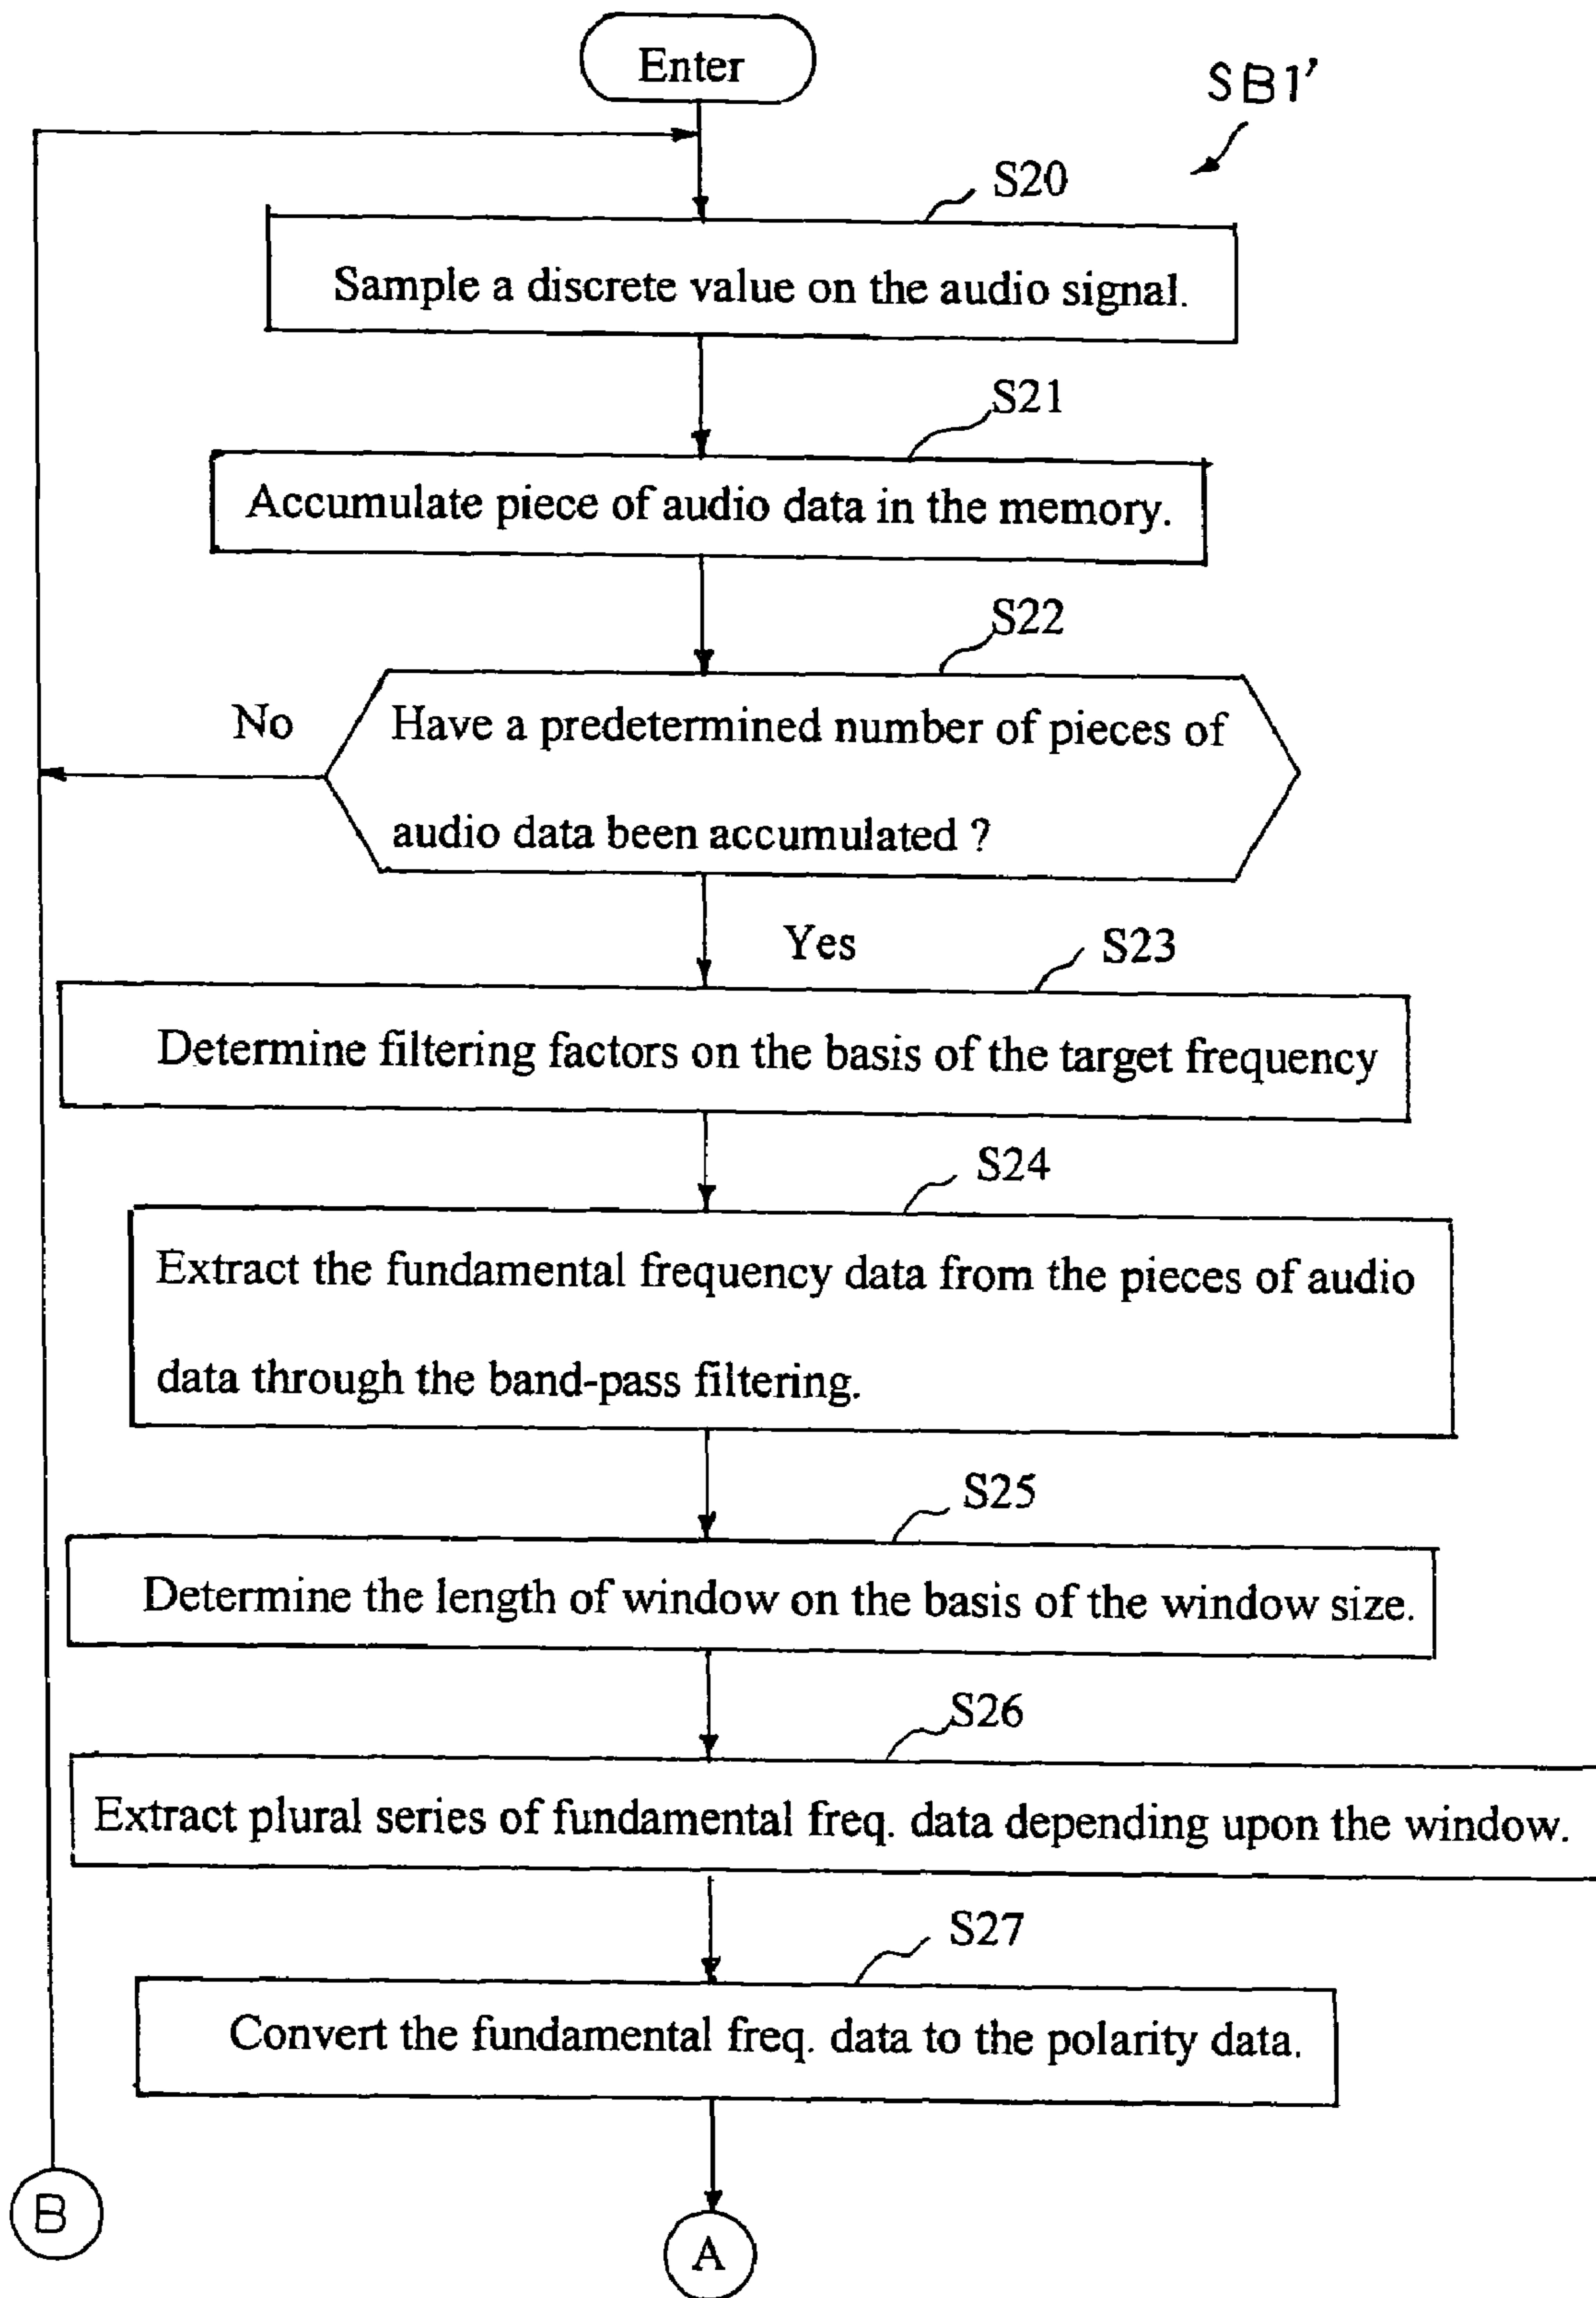 Enter
SB1'
S20
Sample a discrete value on the audio signal.
S21
Accumulate piece of audio data in the memory.
S22
No
Have a predetermined number of pieces of
audio data been accumulated ?
Yes
S23
Determine filtering factors on the basis of the target frequency
S24
Extract the fundamental frequency data from the pieces of audio
data through the band-pass filtering.
S25
Determine the length of window on the basis of the window size.
S26
Extract plural series of fundamental freq. data depending upon the window.
S27
Convert the fundamental freq. data to the polarity data.
B
A